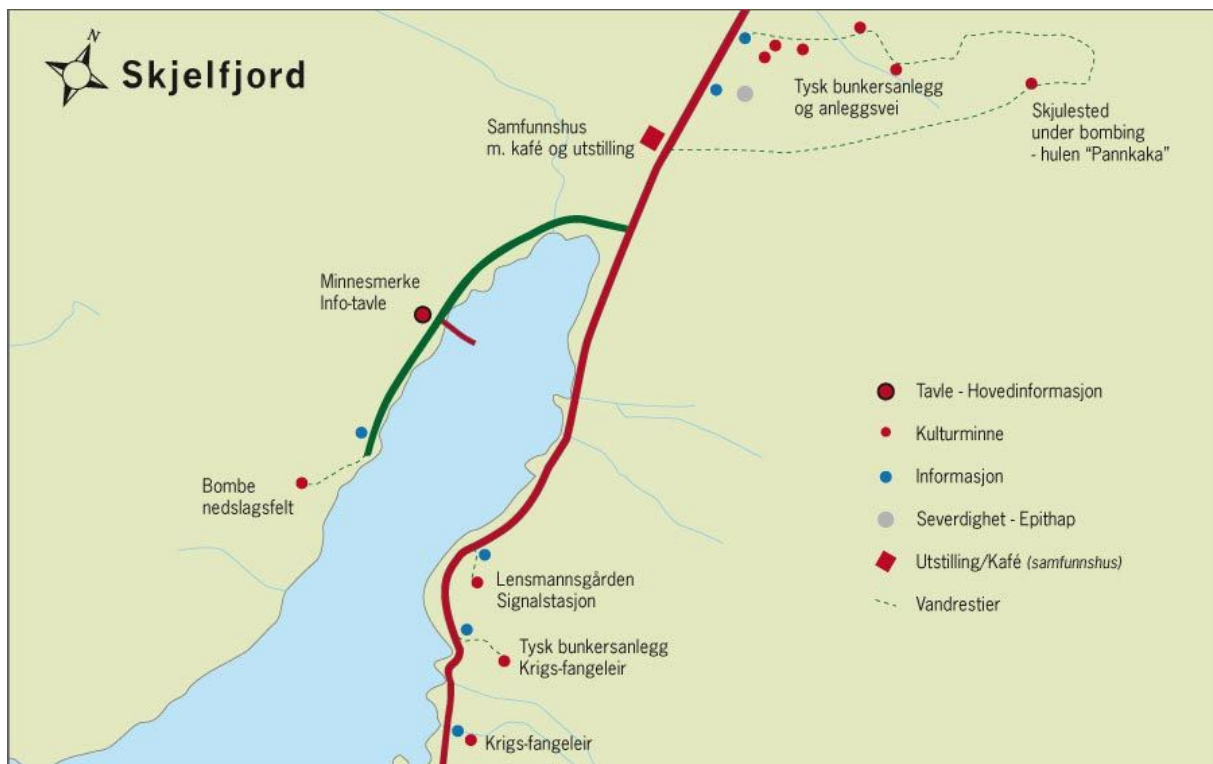 N
Skjelfjord
Samfunnshus
m. kafé og utstilling
Tysk bunkersanlegg
og anleggsvei
Skjulested
under bombing
- hulen "Pannkaka"
Minnesmerke
Info-tavle
Bombe
nedslagsfelt
Lensmannsgården
Signalstasjon
Tysk bunkersanlegg
Krigs-fangeleir
Krigs-fangeleir
Tavle - Hovedinformasjon
Kulturminne
Informasjon
Severdighet - Epithap
Utstilling/Kafé (samfunnshus)
Vandrestier